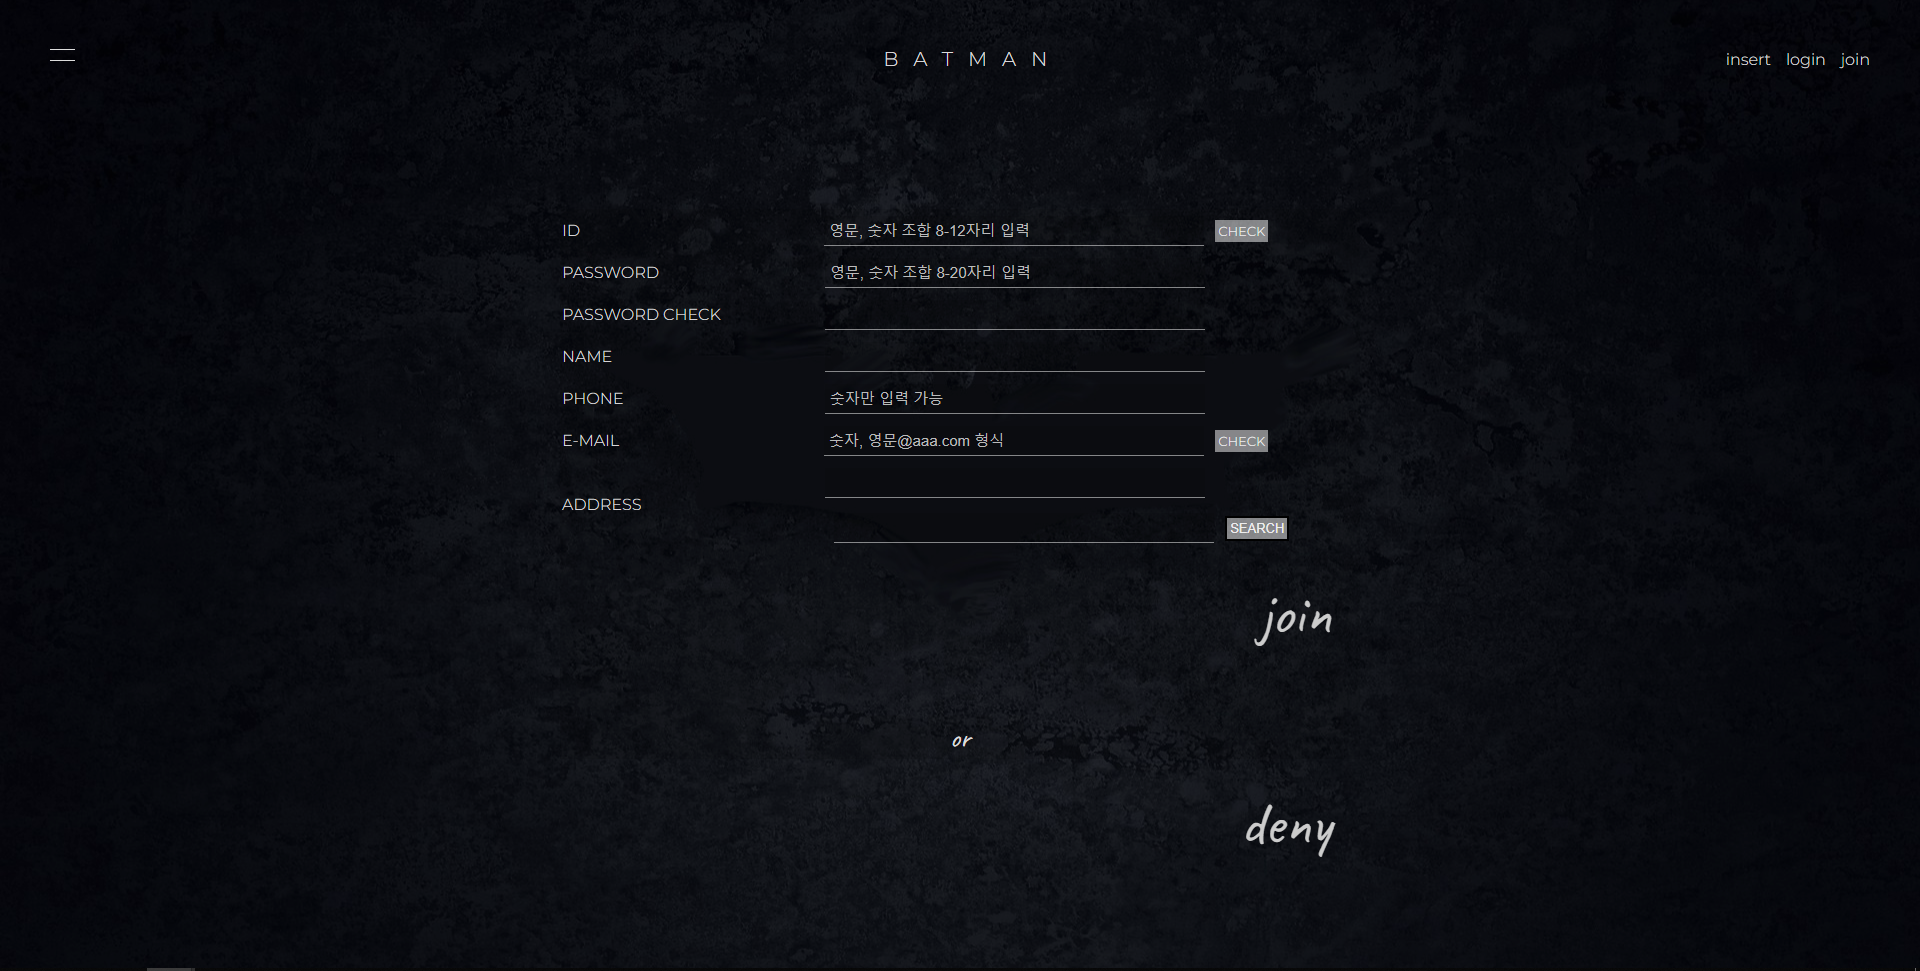 BATMAN
insert login join
ID 영문, 숫자 조합 8-12자리 입력 CHECK
PASSWORD 영문, 숫자 조합 8-20자리 입력
PASSWORD CHECK
NAME
PHONE 숫자만 입력 가능
E-MAIL 숫자, 영문@aaa.com 형식 CHECK
ADDRESS
SEARCH
join
or
deny